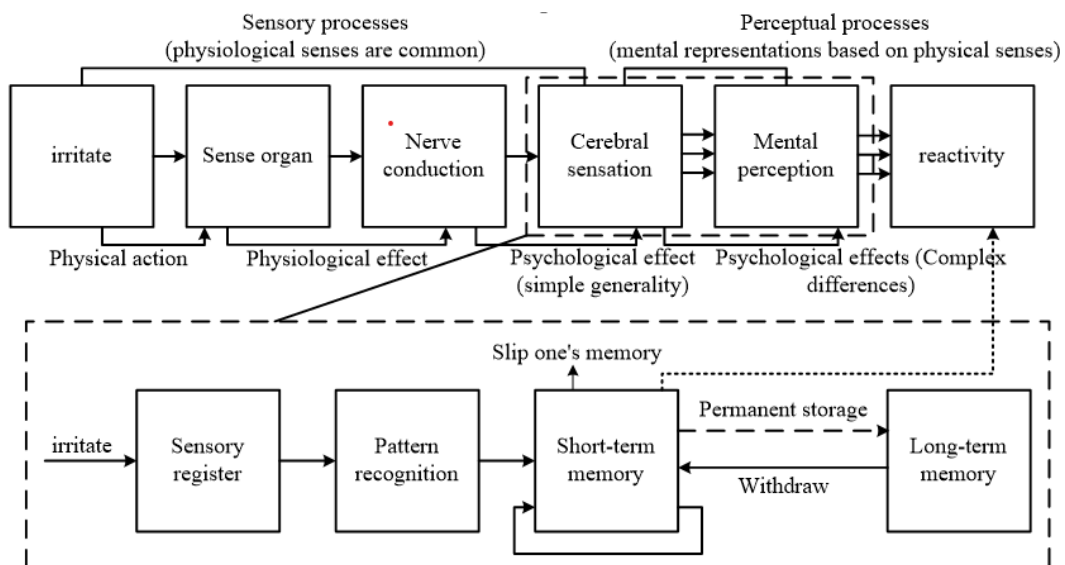 Sensory processes
(physiological senses are common)
Perceptual processes
(mental representations based on physical senses)
irritate
Sense organ
Nerve
conduction
Cerebral
sensation
Mental
perception
reactivity
Physical action
Physiological effect
Psychological effect
(simple generality)
Psychological effects (Complex
differences)
Slip one's memory
irritate
Sensory
register
Pattern
recognition
Short-term
memory
Permanent storage
Withdraw
Long-term
memory